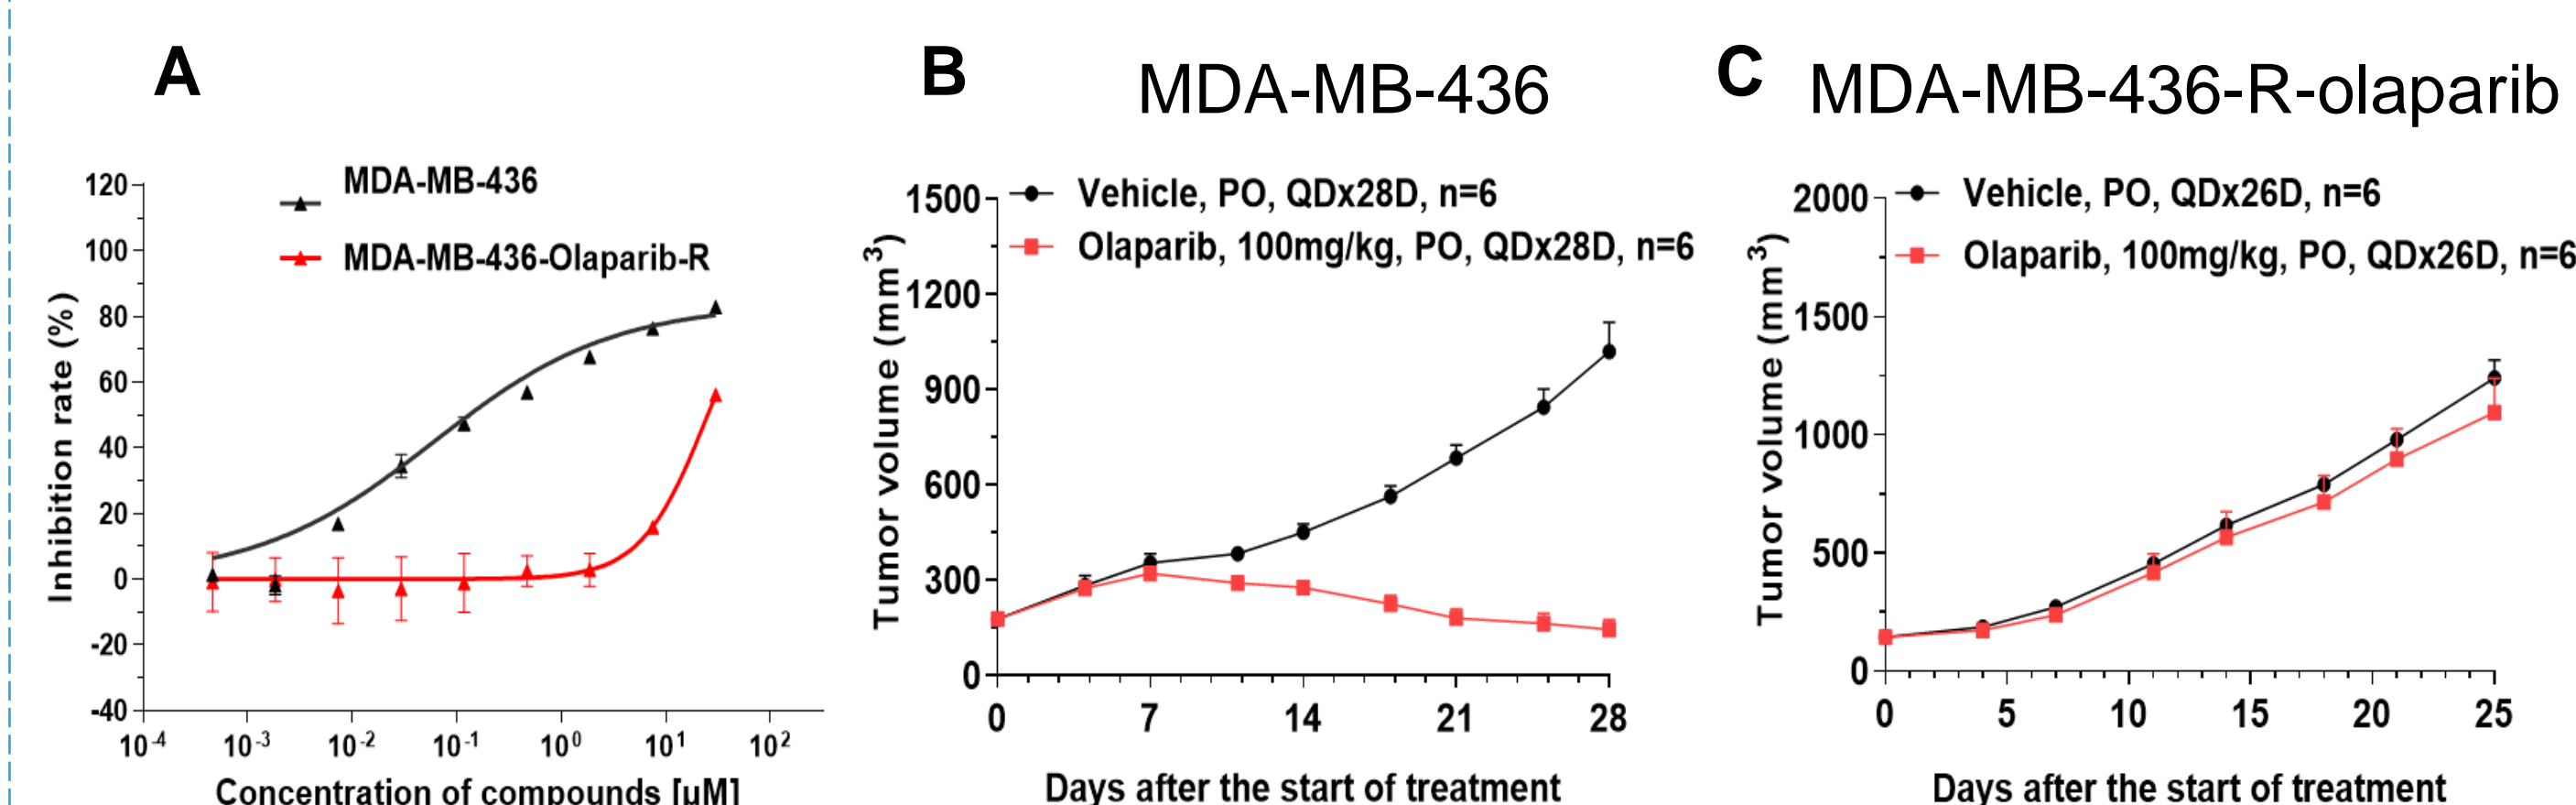 A
MDA-MB-436
MDA-MB-436-Olaparib-R
Inhibition rate (%)
120
100
80
60
40
20
0
-20
-40
10-4
10-3
10-2
10-1
100
101
102
Concentration of compounds [µM]
B
MDA-MB-436
Vehicle, PO, QDx28D, n=6
Olaparib, 100mg/kg, PO, QDx28D, n=6
Tumor volume (mm3)
1500
1200
900
600
300
0
0
7
14
21
28
Days after the start of treatment
C
MDA-MB-436-R-olaparib
Vehicle, PO, QDx26D, n=6
Olaparib, 100mg/kg, PO, QDx26D, n=6
Tumor volume (mm3)
2000
1500
1000
500
0
0
5
10
15
20
25
Days after the start of treatment